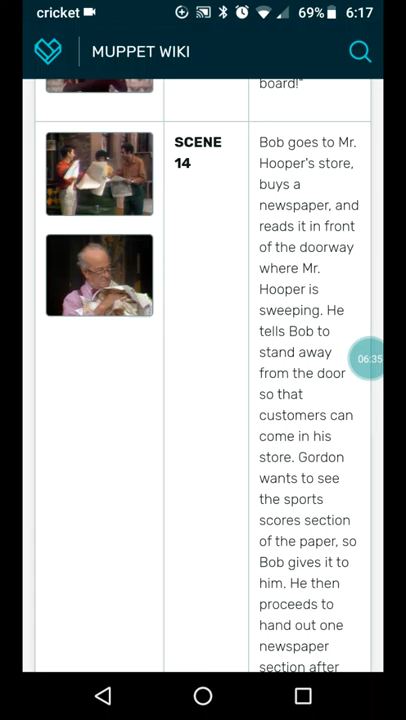 cricket 69% 6:17
MUPPET WIKI
board!"
SCENE
14
Bob goes to Mr.
Hooper's store,
buys a
newspaper, and
reads it in front
of the doorway
where Mr.
Hooper is
sweeping. He
tells Bob to
stand away
from the door
so that
customers can
come in his
store. Gordon
wants to see
the sports
scores section
of the paper, so
Bob gives it to
him. He then
proceeds to
hand out one
newspaper
section after
06:35